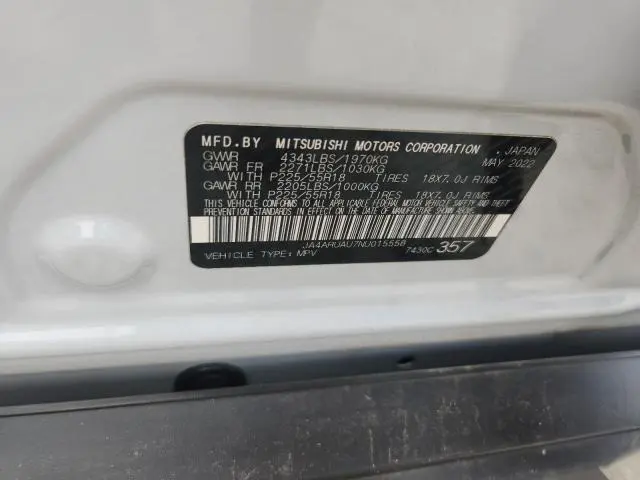 MFD.BY MITSUBISHI MOTORS CORPORATION , JAPAN
GVWR 4343LBS/1970KG MAY 2022
GAWR FR 2271LBS/1030KG
WITH P225/55R18 TIRES 18X7.0J RIMS
GAWR RR 2205LBS/1000KG
WITH P225/55R18 TIRES 18X7.0J RIMS
THIS VEHICLE CONFORMS TO ALL APPLICABLE FEDERAL MOTOR VEHICLE SAFETY, BUMPER, AND THEFT
PREVENTION STANDARDS IN EFFECT ON THE DATE OF MANUFACTURE SHOWN ABOVE.
JA4ARUAU7NU015556
VEHICLE TYPE:MPV 7430C 357